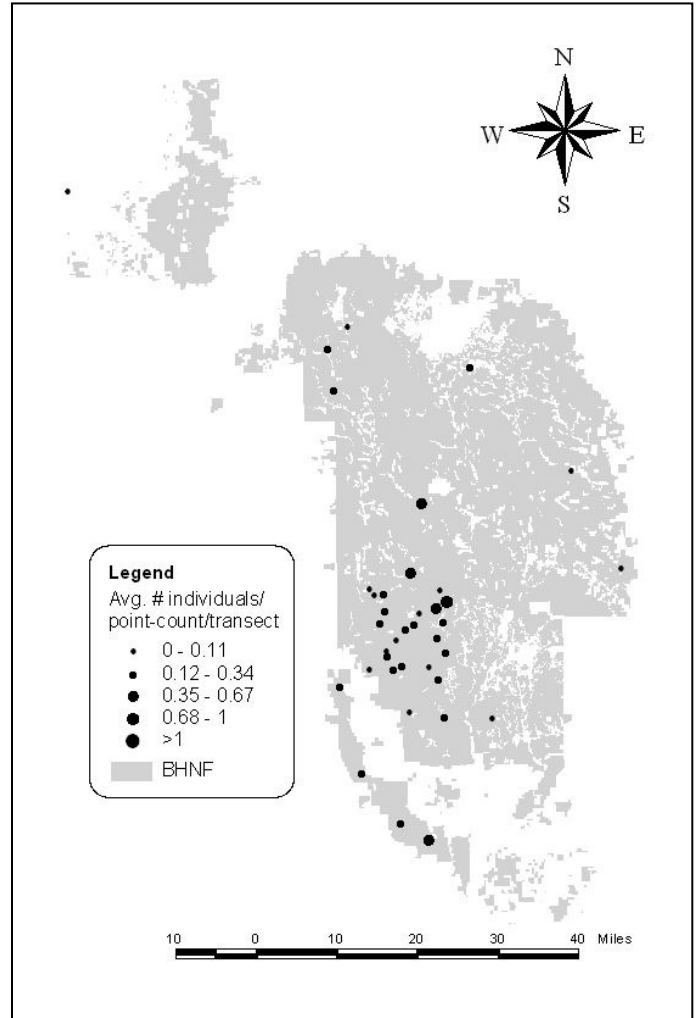 N
W E
S
Legend
Avg. # individuals/
point-count/transect
0 - 0.11
0.12 - 0.34
0.35 - 0.67
0.68 - 1
>1
BHNF
10 0 10 20 30 40 Miles